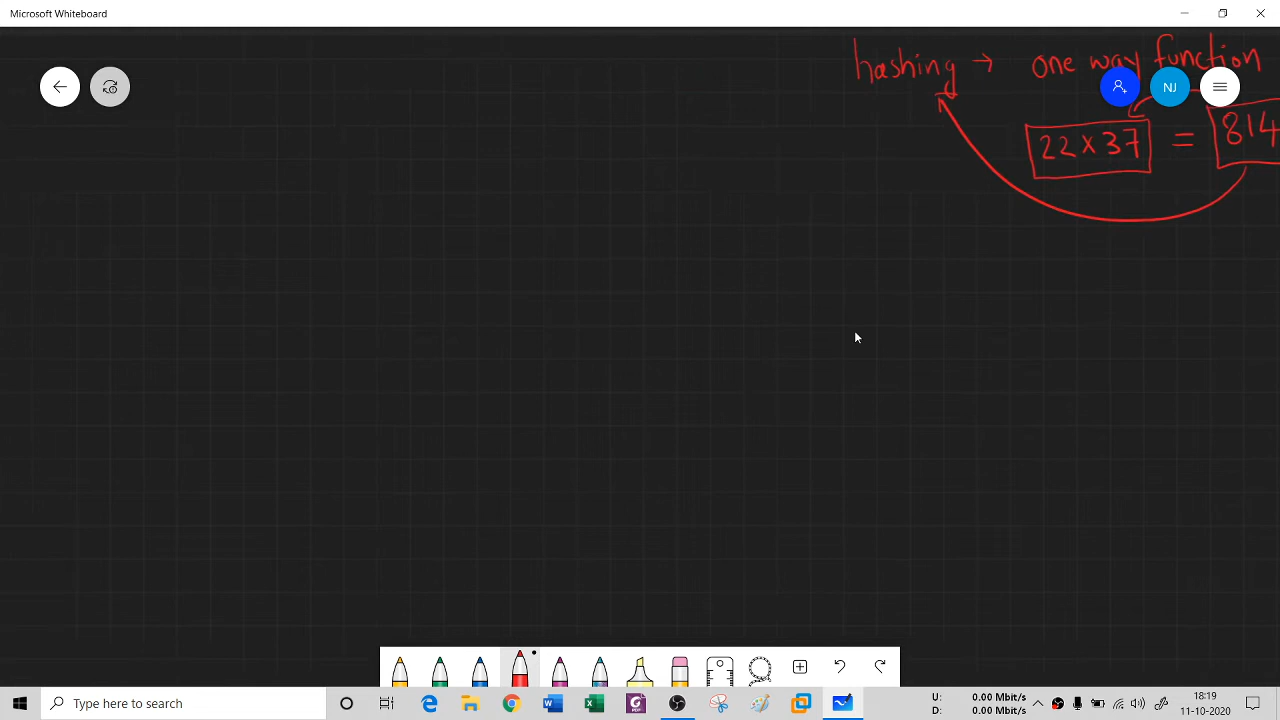 Microsoft Whiteboard
hashing → one way function
NJ
22 x 37 = 814
Type here to search
U: 0.00 Mbit/s
D: 0.00 Mbit/s
18:19
11-10-2020